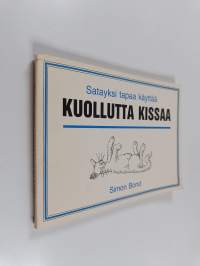 Satayksi tapaa käyttää
KUOLLUTTA KISSAA
Simon Bond